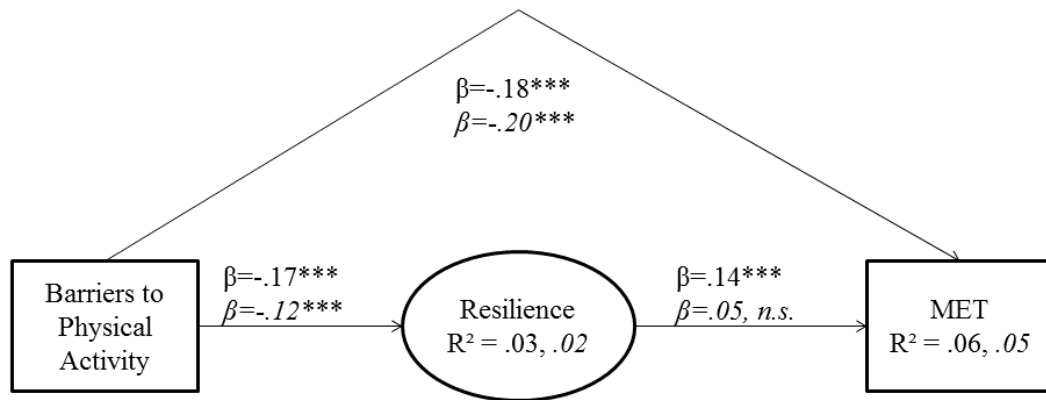 β=-.18***
β=-.20***
β=-.17***
β=-.12***
β=.14***
β=.05, n.s.
Barriers to
Physical
Activity
Resilience
R² = .03, .02
MET
R² = .06, .05